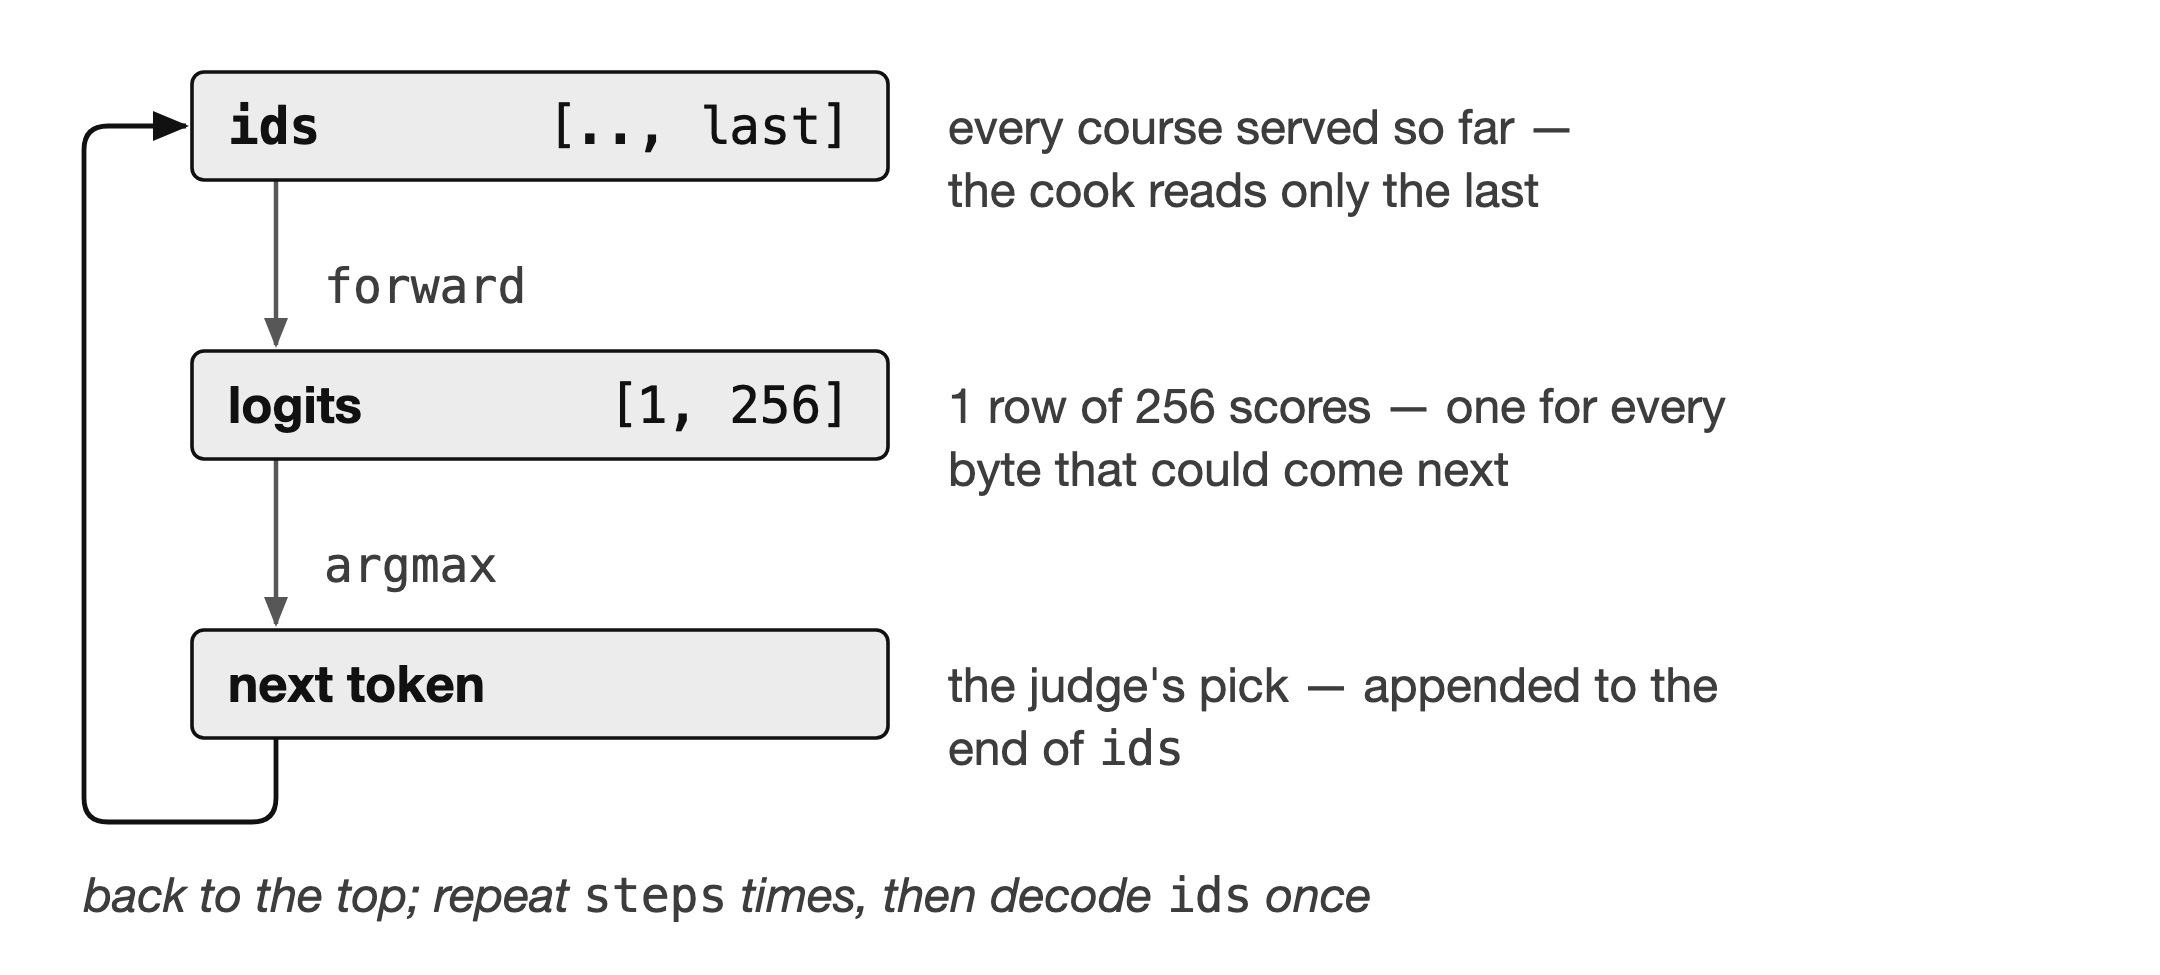 ids [.., last]
every course served so far —
the cook reads only the last
forward
logits [1, 256]
1 row of 256 scores — one for every
byte that could come next
argmax
next token
the judge's pick — appended to the
end of ids
back to the top; repeat steps times, then decode ids once